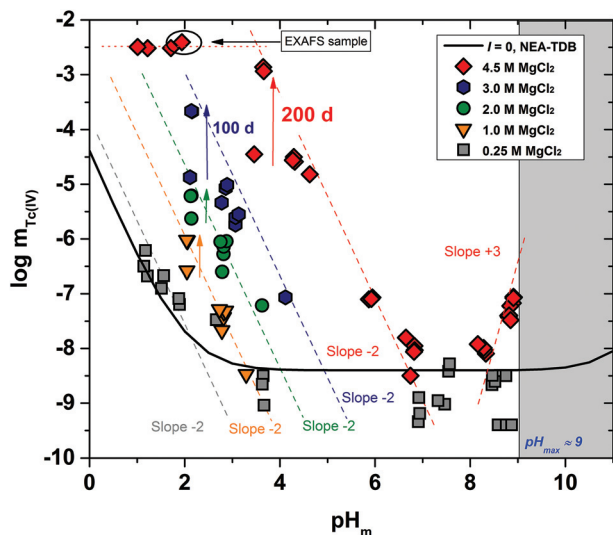 -2
-3
-4
-5
-6
-7
-8
-9
-10
log m Tc(IV)
EXAFS sample
I = 0, NEA-TDB
4.5 M MgCl₂
3.0 M MgCl₂
2.0 M MgCl₂
1.0 M MgCl₂
0.25 M MgCl₂
100 d
200 d
Slope +3
Slope -2
Slope -2
Slope -2
Slope -2
Slope -2
pHmax ≈ 9
0 2 4 6 8 10
pHm